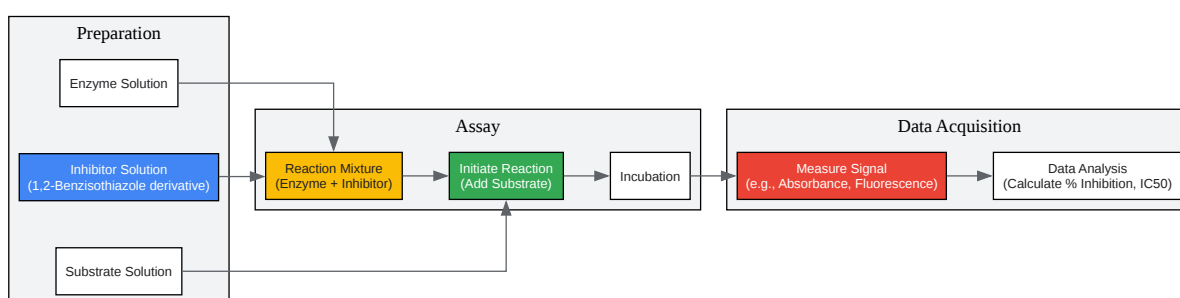 Preparation
Enzyme Solution
Inhibitor Solution
(1,2-Benzisothiazole derivative)
Substrate Solution
Assay
Reaction Mixture
(Enzyme + Inhibitor)
Initiate Reaction
(Add Substrate)
Incubation
Data Acquisition
Measure Signal
(e.g., Absorbance, Fluorescence)
Data Analysis
(Calculate % Inhibition, IC50)